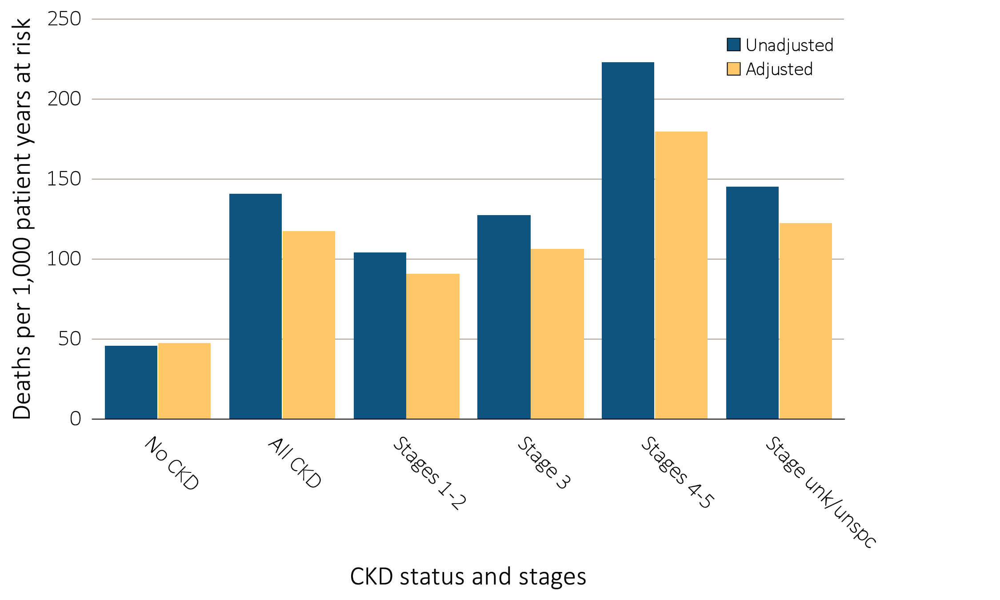 Deaths per 1,000 patient years at risk
250
200
150
100
50
0
Unadjusted
Adjusted
No CKD
All CKD
Stages 1-2
Stage 3
Stages 4-5
Stage unk/unspc
CKD status and stages